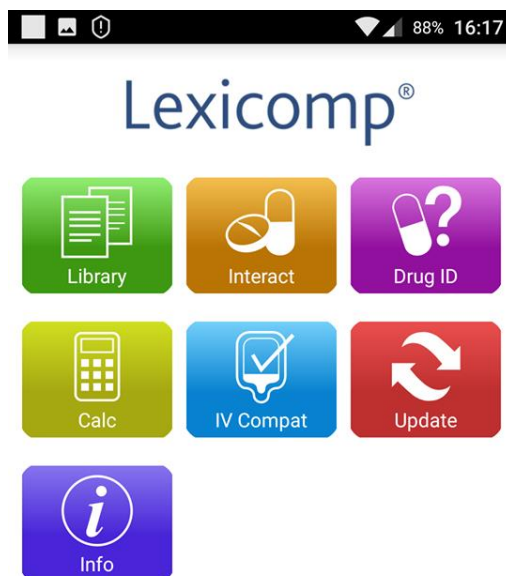 88% 16:17
Lexicomp®
Library Interact Drug ID
Calc IV Compat Update
Info